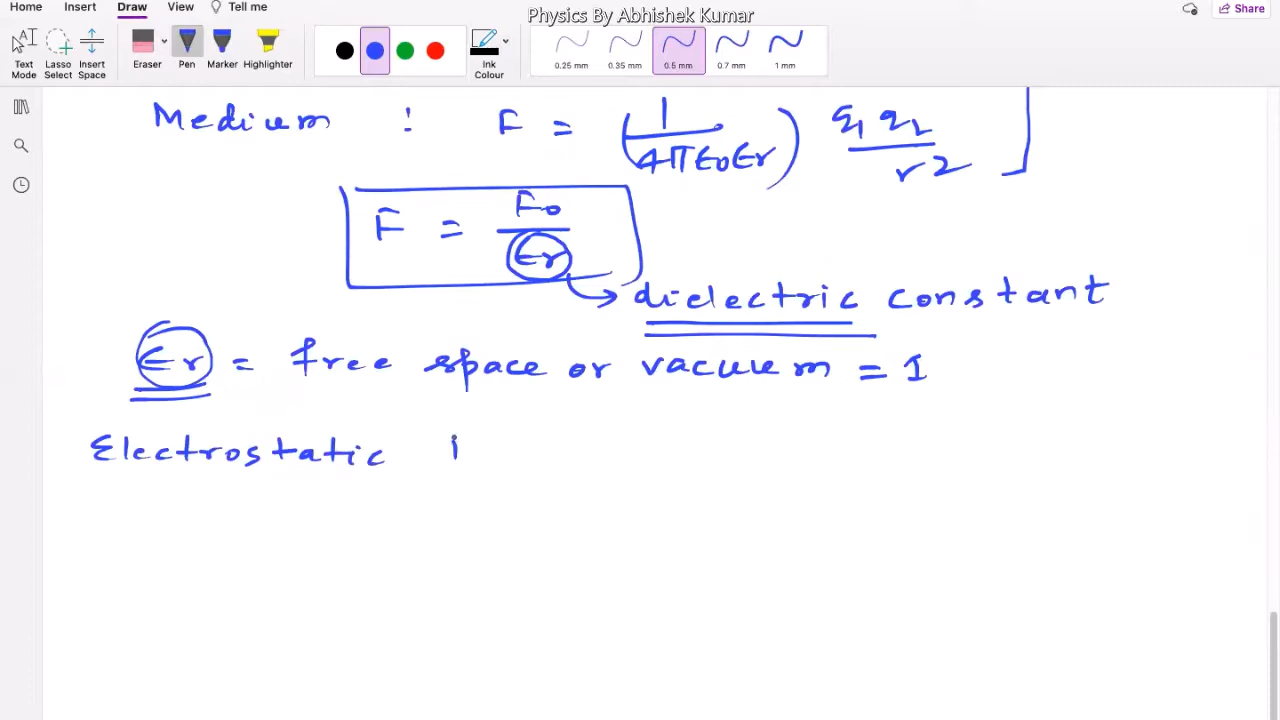 Home Insert Draw View Tell me
Physics By Abhishek Kumar
Share
Text Mode Lasso Select Insert Space Eraser Pen Marker Highlighter Ink Colour 0.25 mm 0.35 mm 0.5 mm 0.7 mm 1 mm
Medium : F = (1/4πϵ0ϵr) q1 q2/r2
F = F0/ϵr
→ dielectric constant
ϵr = free space or vacuum = 1
Electrostatic